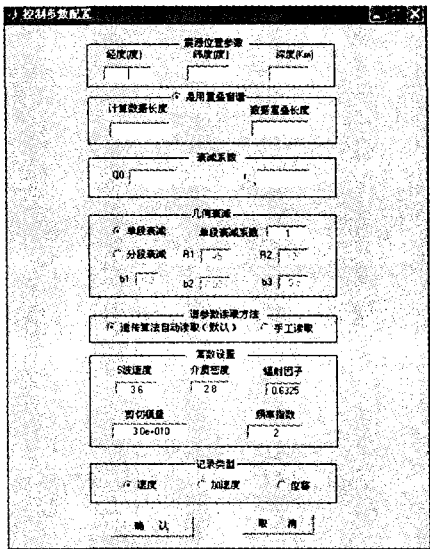 控制参数配置
震源位置参数
经度(度) 纬度(度) 深度(Km)
选用重叠窗谱
计算数据长度 数据重叠长度
衰减系数
Q0
几何衰减
单段衰减 单段衰减系数 1
分段衰减 R1 R2
b1 b2 b3
谱参数读取方法
遗传算法自动读取(默认) 手工读取
常数设置
S波速度 介质密度 辐射因子
3.6 2.8 0.6325
剪切模量 频率指数
3.0e+010 2
记录类型
速度 加速度 位移
确 认 取 消